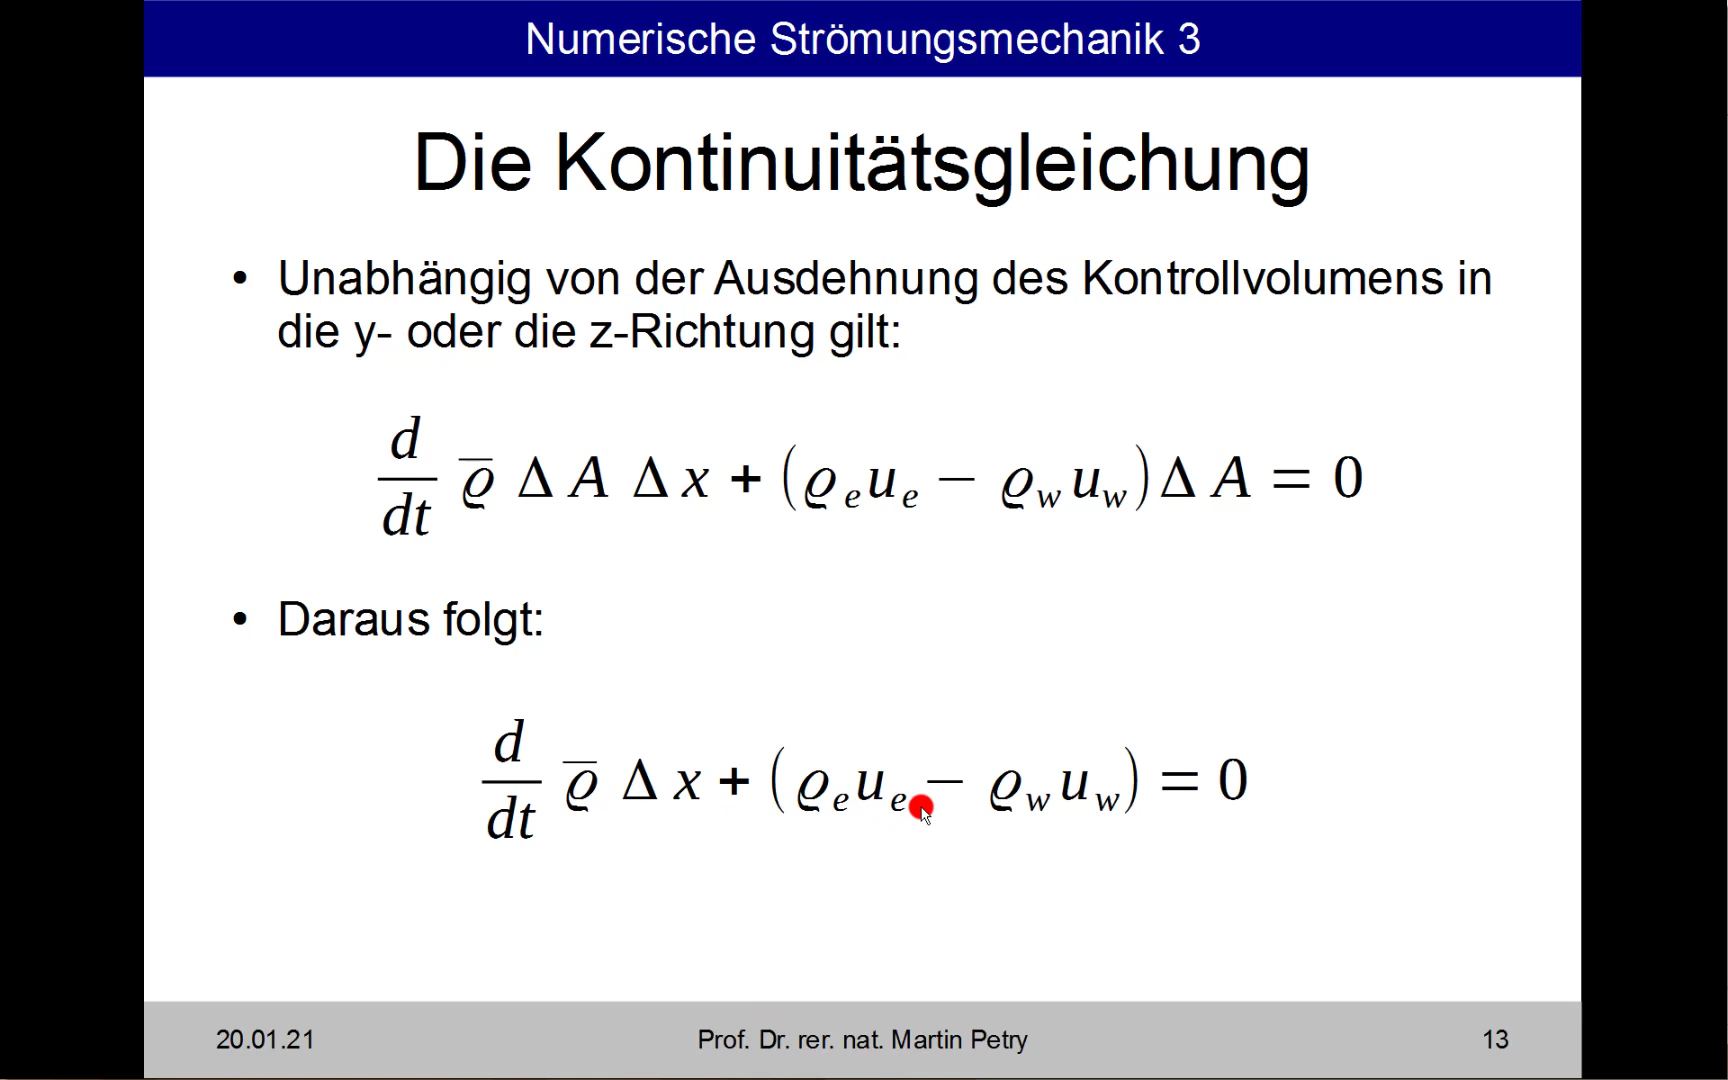 Numerische Strömungsmechanik 3
Die Kontinuitätsgleichung
• Unabhängig von der Ausdehnung des Kontrollvolumens in
die y- oder die z-Richtung gilt:
d/dt ϱ̅ Δ A Δ x + (ϱ_e u_e − ϱ_w u_w) Δ A = 0
• Daraus folgt:
d/dt ϱ̅ Δ x + (ϱ_e u_e − ϱ_w u_w) = 0
20.01.21 Prof. Dr. rer. nat. Martin Petry 13